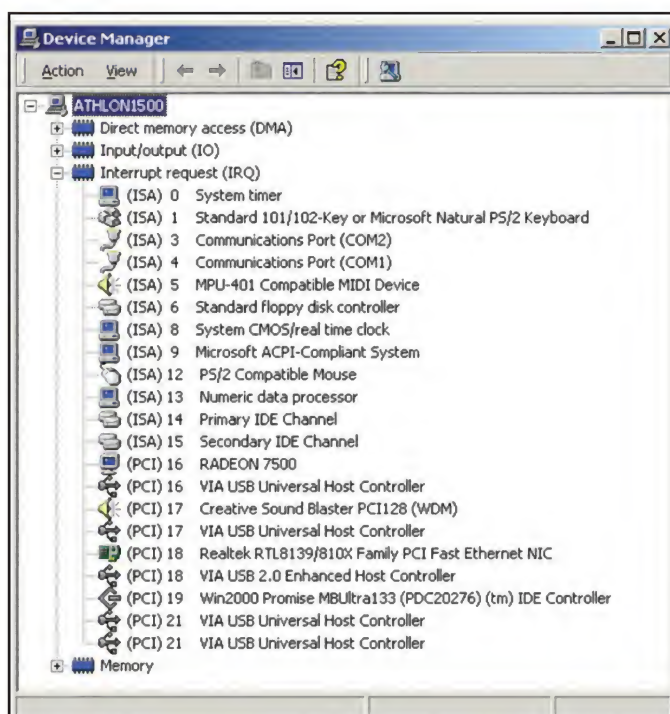 Device Manager
Action View
ATHLON1500
Direct memory access (DMA)
Input/output (IO)
Interrupt request (IRQ)
(ISA) 0 System timer
(ISA) 1 Standard 101/102-Key or Microsoft Natural PS/2 Keyboard
(ISA) 3 Communications Port (COM2)
(ISA) 4 Communications Port (COM1)
(ISA) 5 MPU-401 Compatible MIDI Device
(ISA) 6 Standard floppy disk controller
(ISA) 8 System CMOS/real time clock
(ISA) 9 Microsoft ACPI-Compliant System
(ISA) 12 PS/2 Compatible Mouse
(ISA) 13 Numeric data processor
(ISA) 14 Primary IDE Channel
(ISA) 15 Secondary IDE Channel
(PCI) 16 RADEON 7500
(PCI) 16 VIA USB Universal Host Controller
(PCI) 17 Creative Sound Blaster PCI128 (WDM)
(PCI) 17 VIA USB Universal Host Controller
(PCI) 18 Realtek RTL8139/810X Family PCI Fast Ethernet NIC
(PCI) 18 VIA USB 2.0 Enhanced Host Controller
(PCI) 19 Win2000 Promise MBUltra133 (PDC20276) (tm) IDE Controller
(PCI) 21 VIA USB Universal Host Controller
(PCI) 21 VIA USB Universal Host Controller
Memory